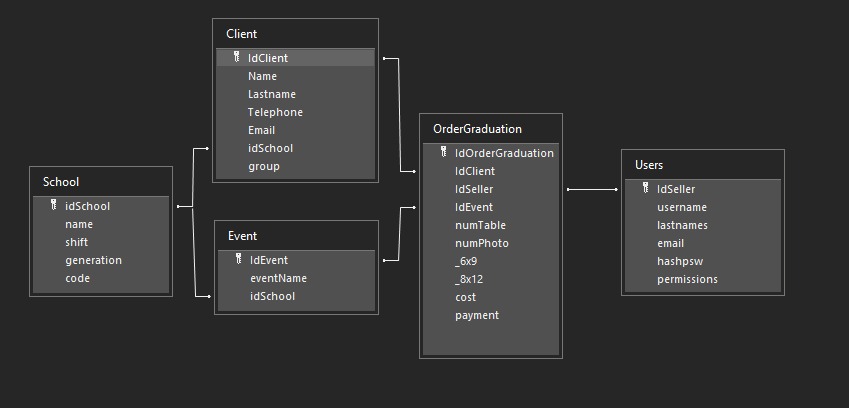 Client
IdClient
Name
Lastname
Telephone
Email
idSchool
group
School
idSchool
name
shift
generation
code
Event
IdEvent
eventName
idSchool
OrderGraduation
IdOrderGraduation
IdClient
IdSeller
IdEvent
numTable
numPhoto
_6x9
_8x12
cost
payment
Users
IdSeller
username
lastnames
email
hashpsw
permissions